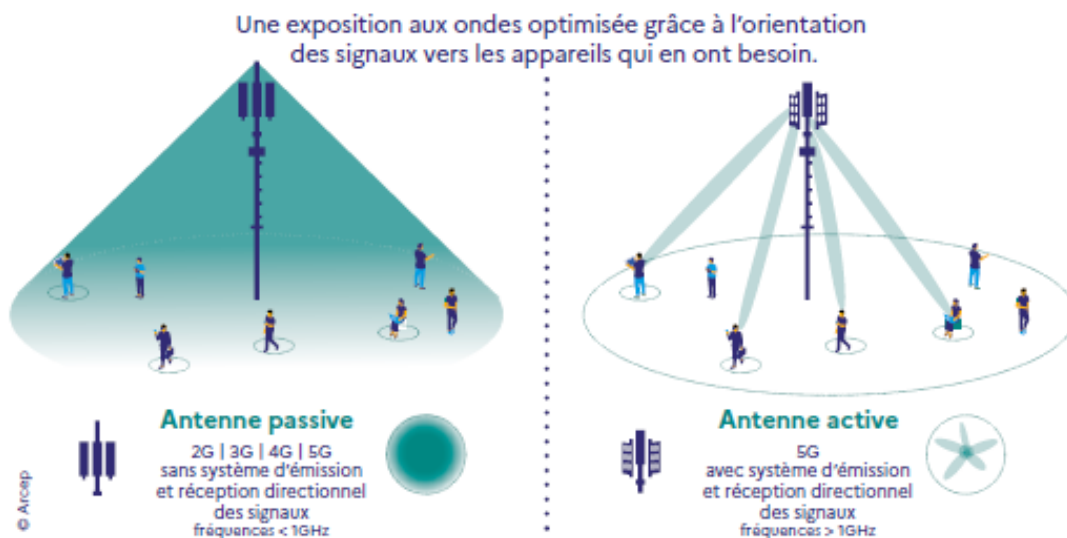 Une exposition aux ondes optimisée grâce à l'orientation
des signaux vers les appareils qui en ont besoin.
Antenne passive
2G | 3G | 4G | 5G
sans système d'émission
et réception directionnel
des signaux
fréquences < 1GHz
Antenne active
5G
avec système d'émission
et réception directionnel
des signaux
fréquences > 1GHz
© Arcep